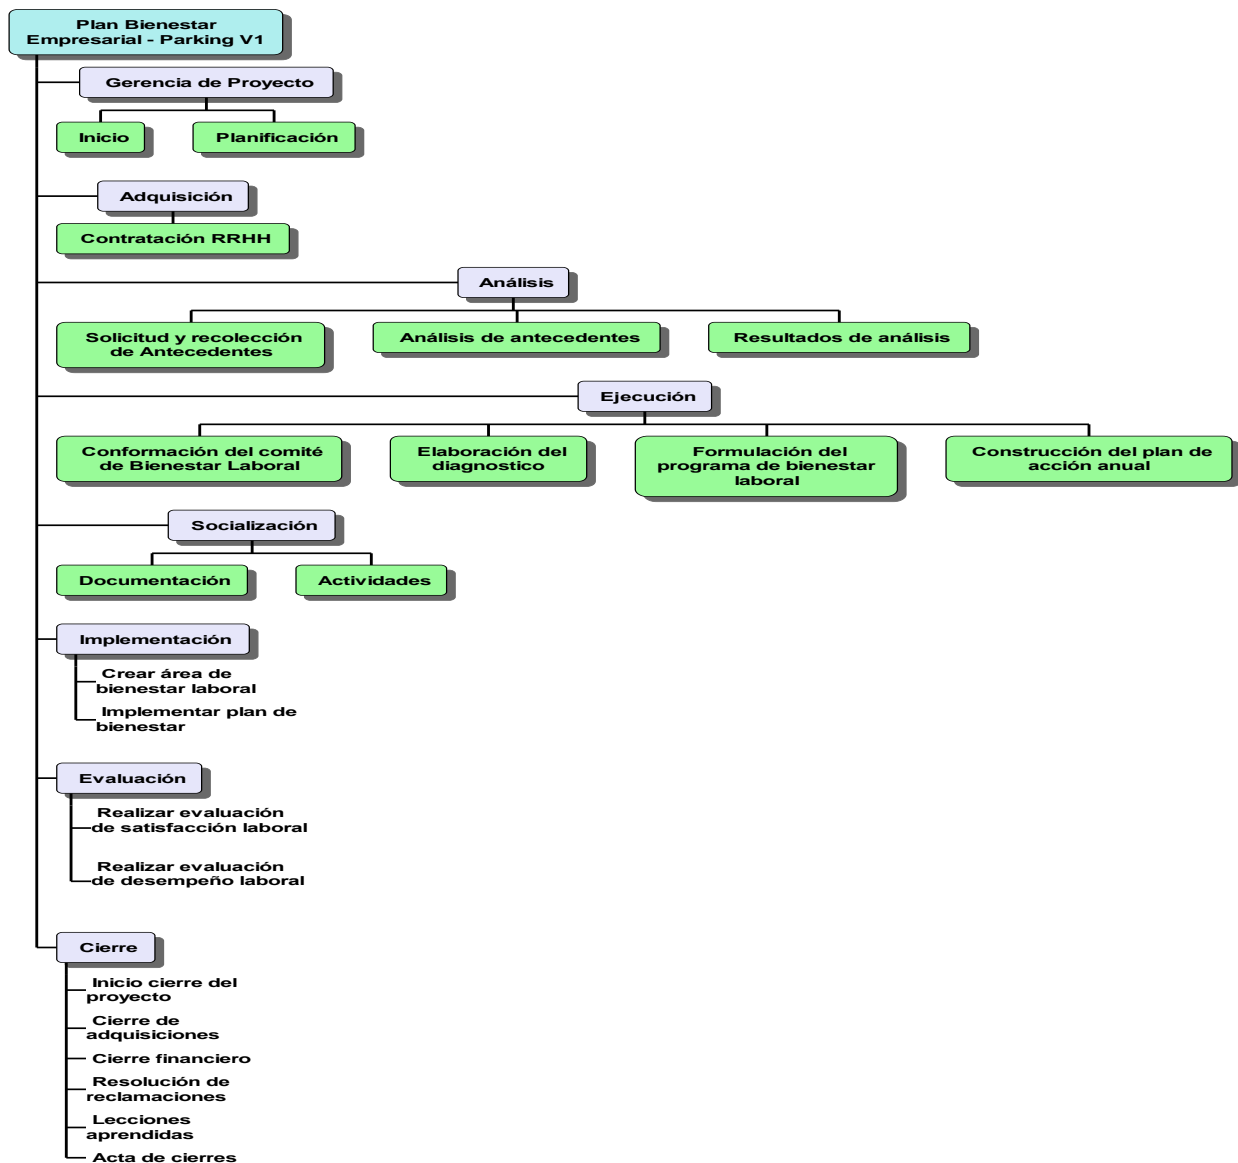 Plan Bienestar
Empresarial - Parking V1
Gerencia de Proyecto
Inicio
Planificación
Adquisición
Contratación RRHH
Análisis
Solicitud y recolección
de Antecedentes
Análisis de antecedentes
Resultados de análisis
Ejecución
Conformación del comité
de Bienestar Laboral
Elaboración del
diagnostico
Formulación del
programa de bienestar
laboral
Construcción del plan de
acción anual
Socialización
Documentación
Actividades
Implementación
Crear área de
bienestar laboral
Implementar plan de
bienestar
Evaluación
Realizar evaluación
de satisfacción laboral
Realizar evaluación
de desempeño laboral
Cierre
Inicio cierre del
proyecto
Cierre de
adquisiciones
Cierre financiero
Resolución de
reclamaciones
Lecciones
aprendidas
Acta de cierres